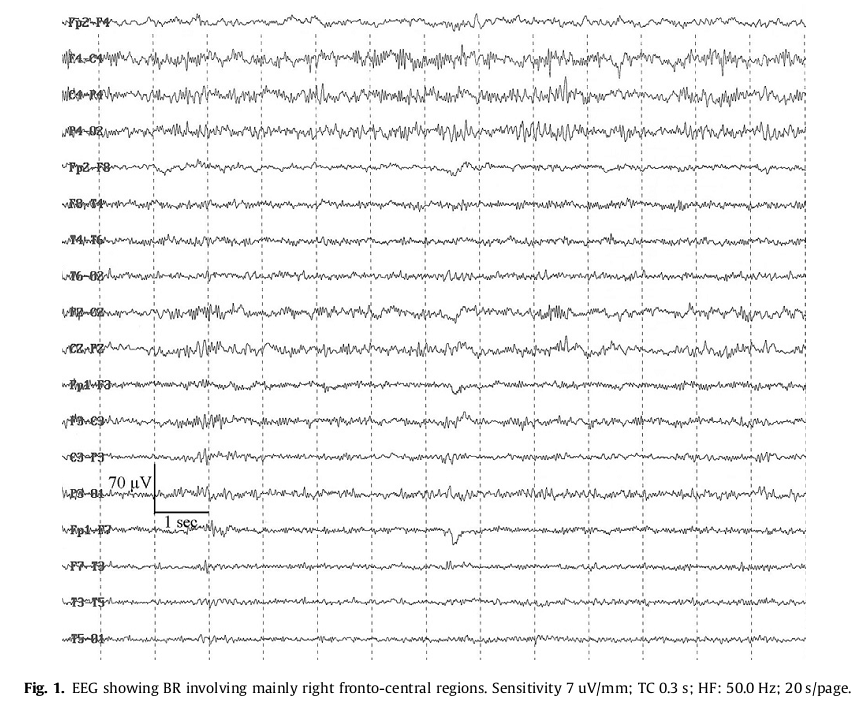 Fp2-F4
F4-C4
C4-P4
P4-O2
Fp2-F8
F8-T4
T4-T6
T6-O2
FZ-CZ
CZ-PZ
Fp1-F3
F3-C3
C3-P3
70 µV
P3-O1
1 sec
Fp1-F7
F7-T3
T3-T5
T5-O1
Fig. 1. EEG showing BR involving mainly right fronto-central regions. Sensitivity 7 uV/mm; TC 0.3 s; HF: 50.0 Hz; 20 s/page.